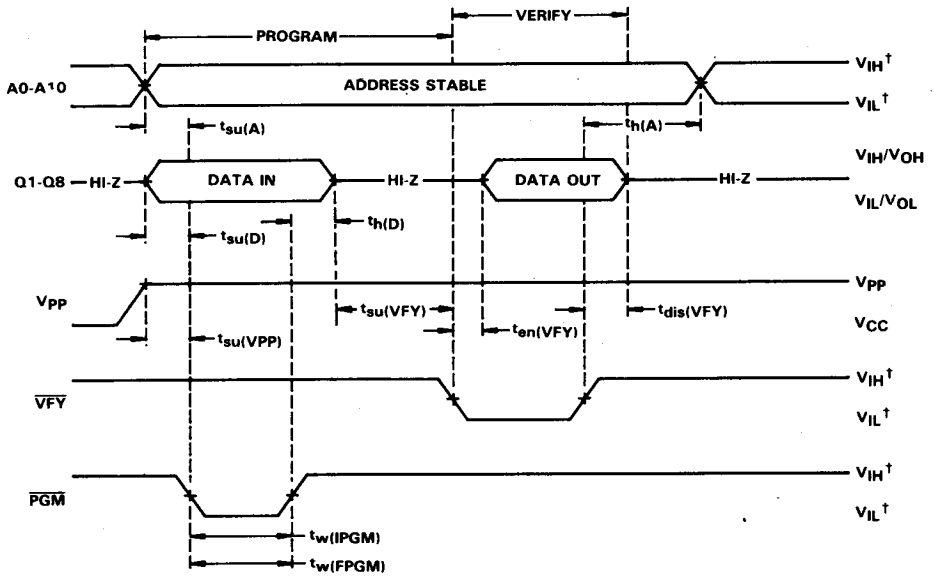 VERIFY
PROGRAM
A0-A10
ADDRESS STABLE
VIH†
VIL†
tsu(A)
th(A)
Q1-Q8
HI-Z
DATA IN
HI-Z
DATA OUT
HI-Z
VIH/VOH
VIL/VOL
tsu(D)
th(D)
VPP
VPP
VCC
tsu(VPP)
tsu(VFY)
ten(VFY)
tdis(VFY)
VFY
VIH†
VIL†
PGM
VIH†
VIL†
tw(IPGM)
tw(FPGM)